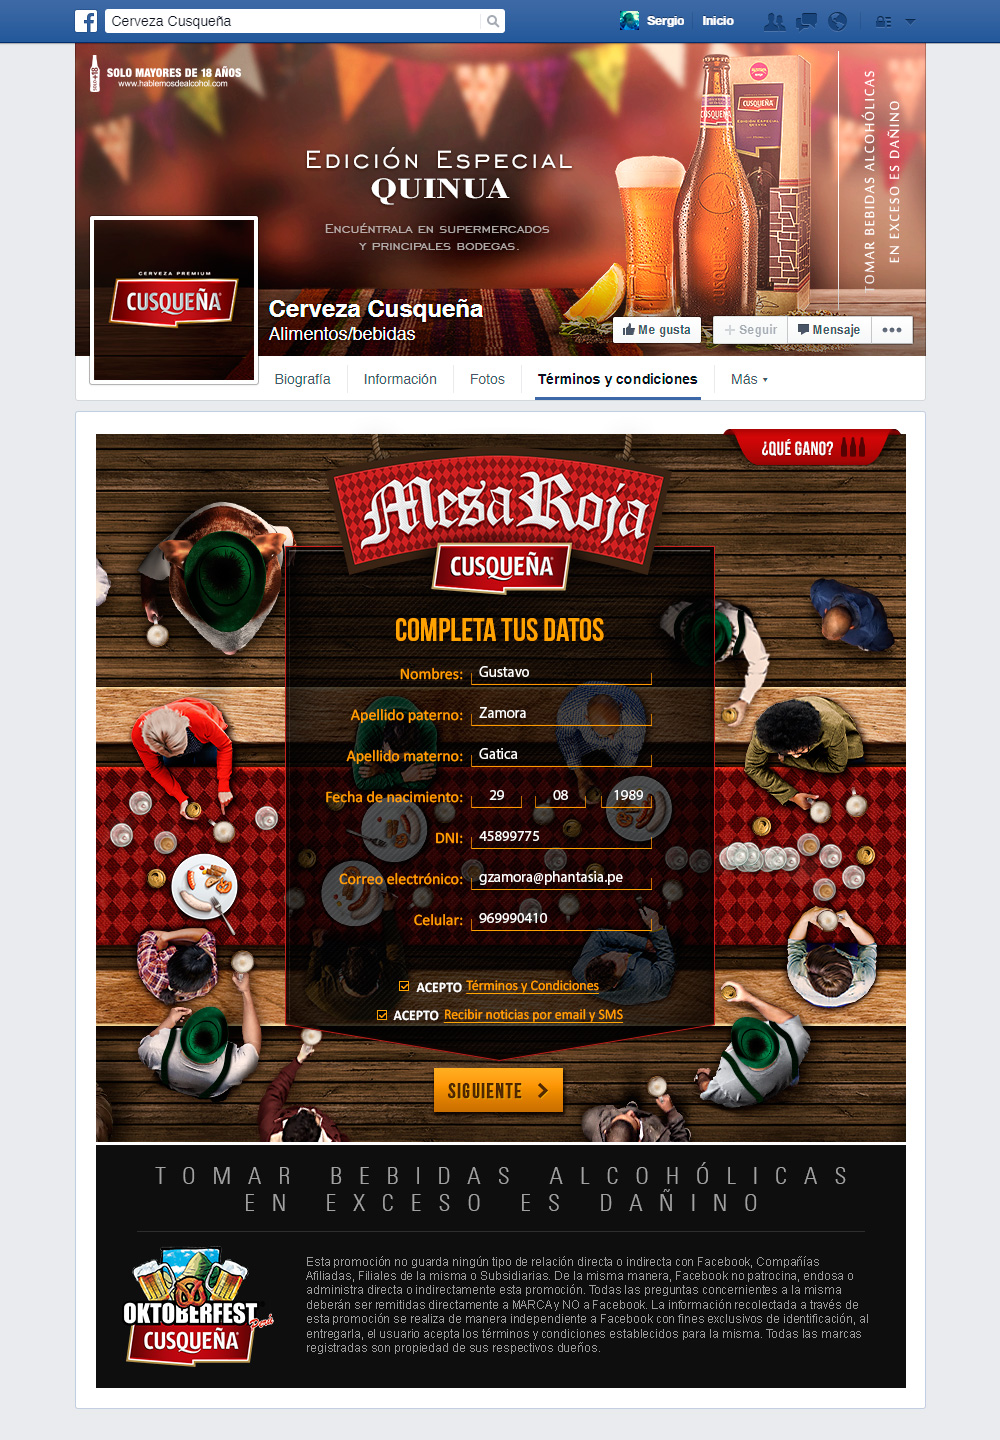 Cerveza Cusqueña
Sergio
Inicio
SOLO +18
SOLO MAYORES DE 18 AÑOS
www.hablemosdealcohol.com
EDICIÓN ESPECIAL
QUINUA
ENCUÉNTRALA EN SUPERMERCADOS
Y PRINCIPALES BODEGAS.
CUSQUEÑA
CUSQUEÑA
EDICIÓN ESPECIAL
QUINUA
CUSQUEÑA
TOMAR BEBIDAS ALCOHÓLICAS
EN EXCESO ES DAÑINO
CERVEZA PREMIUM
CUSQUEÑA
Cerveza Cusqueña
Alimentos/bebidas
Me gusta
Seguir
Mensaje
Biografía
Información
Fotos
Términos y condiciones
Más
¿QUÉ GANO?
Mesa Roja
CUSQUEÑA
COMPLETA TUS DATOS
Nombres: Gustavo
Apellido paterno: Zamora
Apellido materno: Gatica
Fecha de nacimiento: 29 08 1989
DNI: 45899775
Correo electrónico: gzamora@phantasia.pe
Celular: 969990410
ACEPTO Términos y Condiciones
ACEPTO Recibir noticias por email y SMS
SIGUIENTE
TOMAR BEBIDAS ALCOHÓLICAS
EN EXCESO ES DAÑINO
OKTOBERFEST
Perú
CUSQUEÑA
Esta promoción no guarda ningún tipo de relación directa o indirecta con Facebook, Compañías
Afiliadas, Filiales de la misma o Subsidiarias. De la misma manera, Facebook no patrocina, endosa o
administra directa o indirectamente esta promoción. Todas las preguntas concernientes a la misma
deberán ser remitidas directamente a MARCA y NO a Facebook. La información recolectada a través de
esta promoción se realiza de manera independiente a Facebook con fines exclusivos de identificación, al
entregarla, el usuario acepta los términos y condiciones establecidos para la misma. Todas las marcas
registradas son propiedad de sus respectivos dueños.